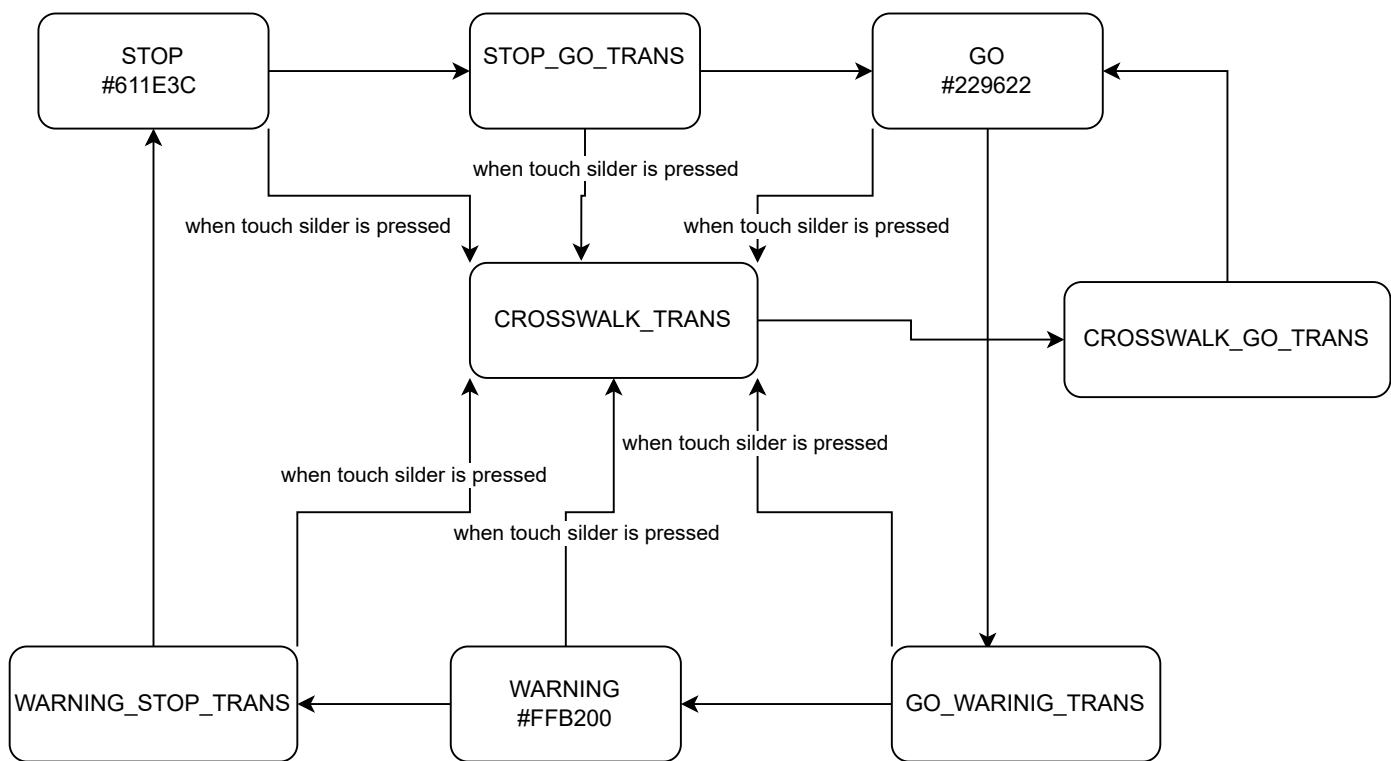 STOP
#611E3C
STOP_GO_TRANS
GO
#229622
when touch silder is pressed
when touch silder is pressed
when touch silder is pressed
CROSSWALK_TRANS
CROSSWALK_GO_TRANS
when touch silder is pressed
when touch silder is pressed
when touch silder is pressed
WARNING_STOP_TRANS
WARNING
#FFB200
GO_WARINIG_TRANS